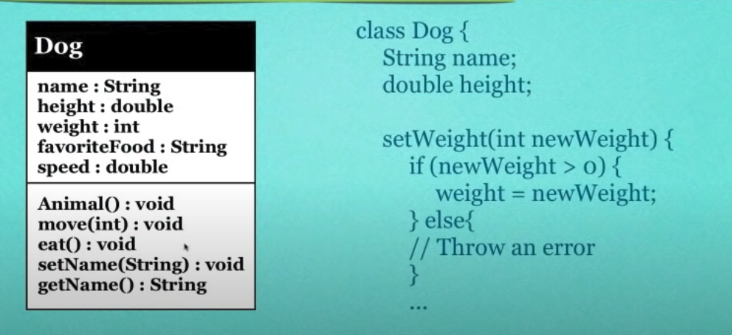 Dog
name : String
height : double
weight : int
favoriteFood : String
speed : double
Animal() : void
move(int) : void
eat() : void
setName(String) : void
getName() : String
class Dog {
String name;
double height;
setWeight(int newWeight) {
if (newWeight > 0) {
weight = newWeight;
} else{
// Throw an error
}
...